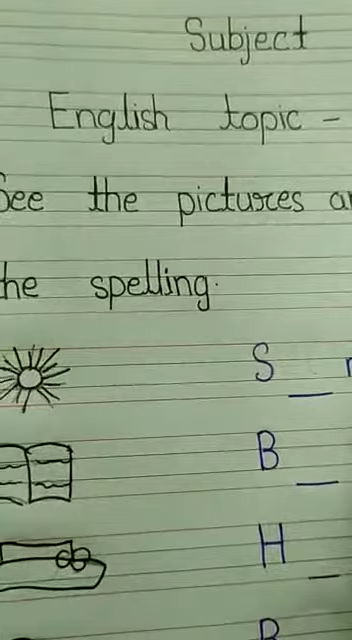 Subject
English topic -
See the pictures
the spelling.
S _
B _
H _